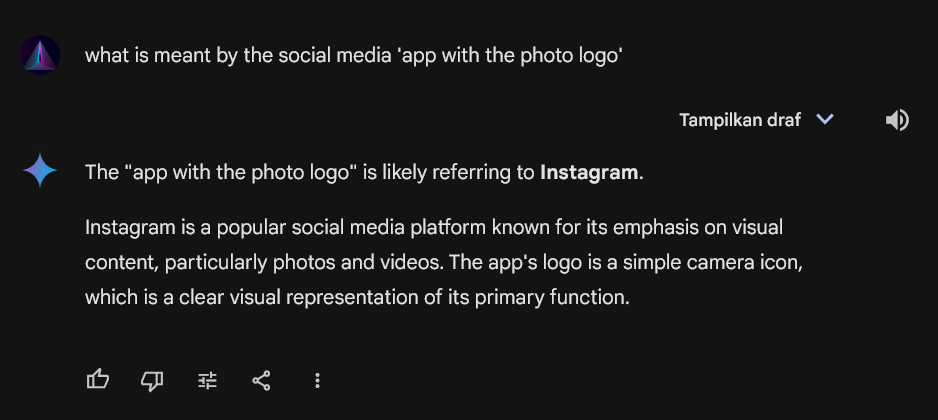 what is meant by the social media 'app with the photo logo'
Tampilkan draf
The "app with the photo logo" is likely referring to Instagram.
Instagram is a popular social media platform known for its emphasis on visual
content, particularly photos and videos. The app's logo is a simple camera icon,
which is a clear visual representation of its primary function.